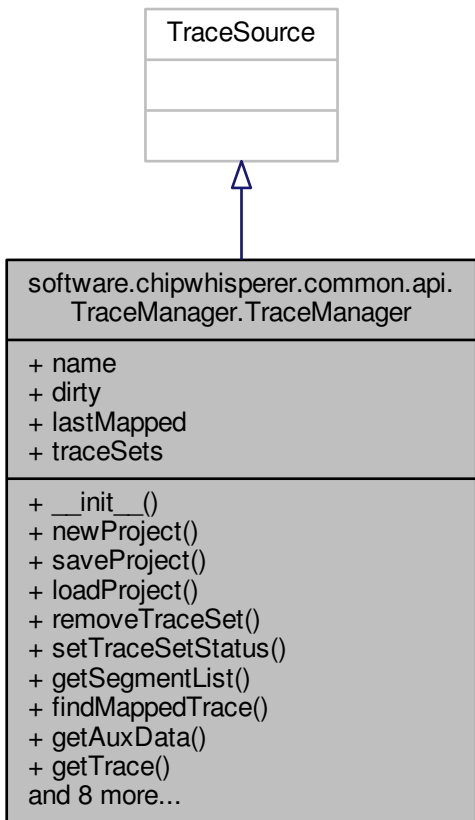 TraceSource
software.chipwhisperer.common.api.
TraceManager.TraceManager
+ name
+ dirty
+ lastMapped
+ traceSets
+ __init__()
+ newProject()
+ saveProject()
+ loadProject()
+ removeTraceSet()
+ setTraceSetStatus()
+ getSegmentList()
+ findMappedTrace()
+ getAuxData()
+ getTrace()
and 8 more...